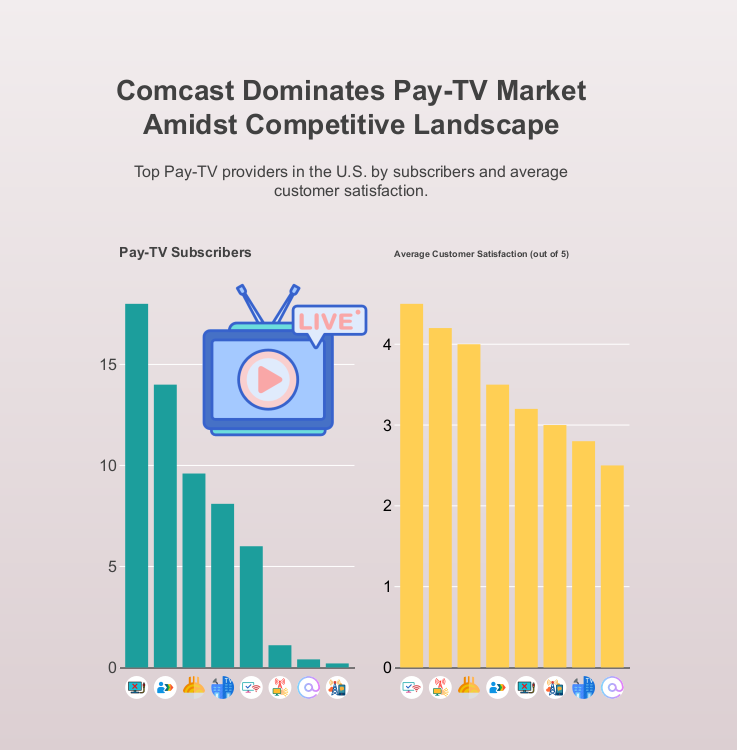 Comcast Dominates Pay-TV Market
Amidst Competitive Landscape
Top Pay-TV providers in the U.S. by subscribers and average
customer satisfaction.
Pay-TV Subscribers
LIVE
15
10
5
0
Average Customer Satisfaction (out of 5)
4
3
2
1
0